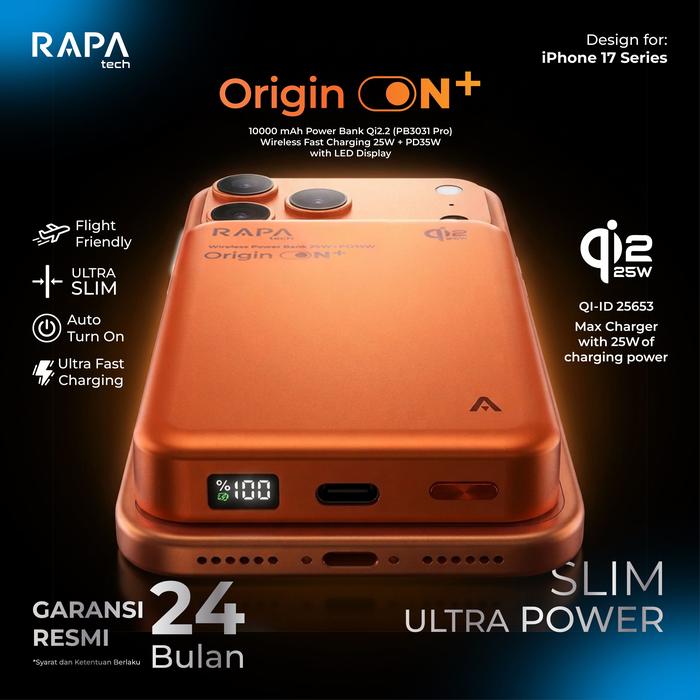 RAPA
tech
Design for:
iPhone 17 Series
Origin ON+
10000 mAh Power Bank Qi2.2 (PB3031 Pro)
Wireless Fast Charging 25W + PD35W
with LED Display
Flight
Friendly
ULTRA
SLIM
Auto
Turn On
Ultra Fast
Charging
RAPA
tech
Wireless Power Bank 25W+PD35W
Origin ON+
qi2
25W
qi2
25W
QI-ID 25653
Max Charger
with 25W of
charging power
%100
GARANSI
RESMI
24
Bulan
*Syarat dan Ketentuan Berlaku
SLIM
ULTRA POWER